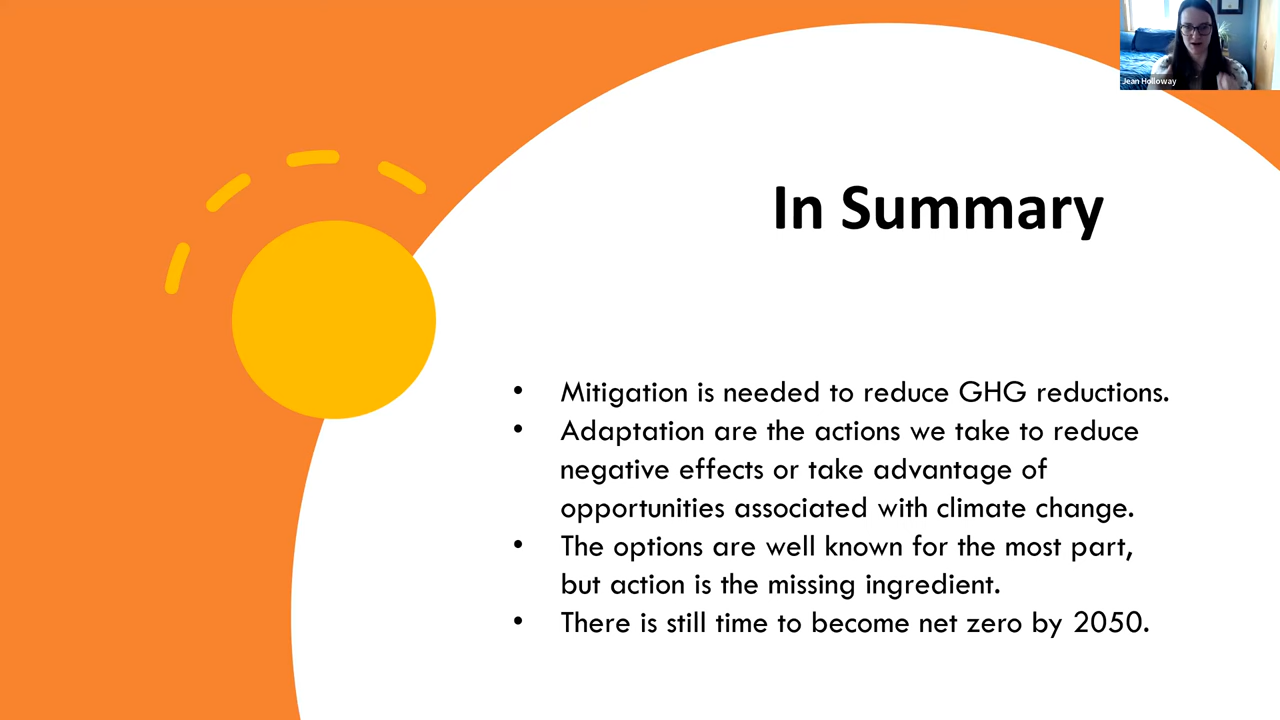 Jean Holloway
In Summary
• Mitigation is needed to reduce GHG reductions.
• Adaptation are the actions we take to reduce
negative effects or take advantage of
opportunities associated with climate change.
• The options are well known for the most part,
but action is the missing ingredient.
• There is still time to become net zero by 2050.